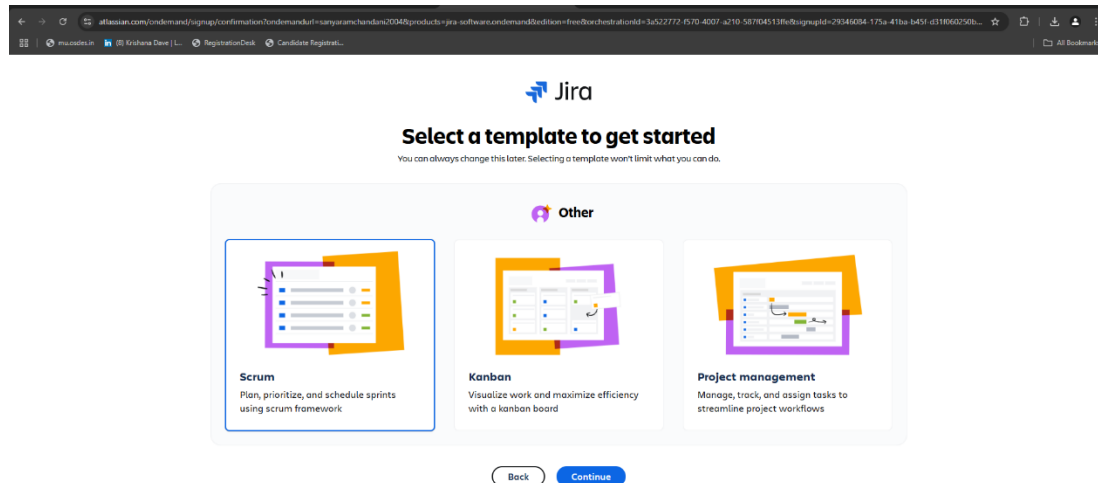 atlassian.com/ondemand/signup/confirmation?ondemandurl=sanyaramchandani2004&products=jira-software.ondemand&edition=free&orchestrationId=3a522772-f570-4007-a210-587f04513ffe&signupId=29346084-175a-41ba-b45f-d31f060250b...
mu.osdes.in (8) Krishana Dave | L... RegistrationDesk Candidate Registrati... All Bookmark
Jira
Select a template to get started
You can always change this later. Selecting a template won't limit what you can do.
Other
Scrum Kanban Project management
Plan, prioritize, and schedule sprints Visualize work and maximize efficiency Manage, track, and assign tasks to
using scrum framework with a kanban board streamline project workflows
Back Continue